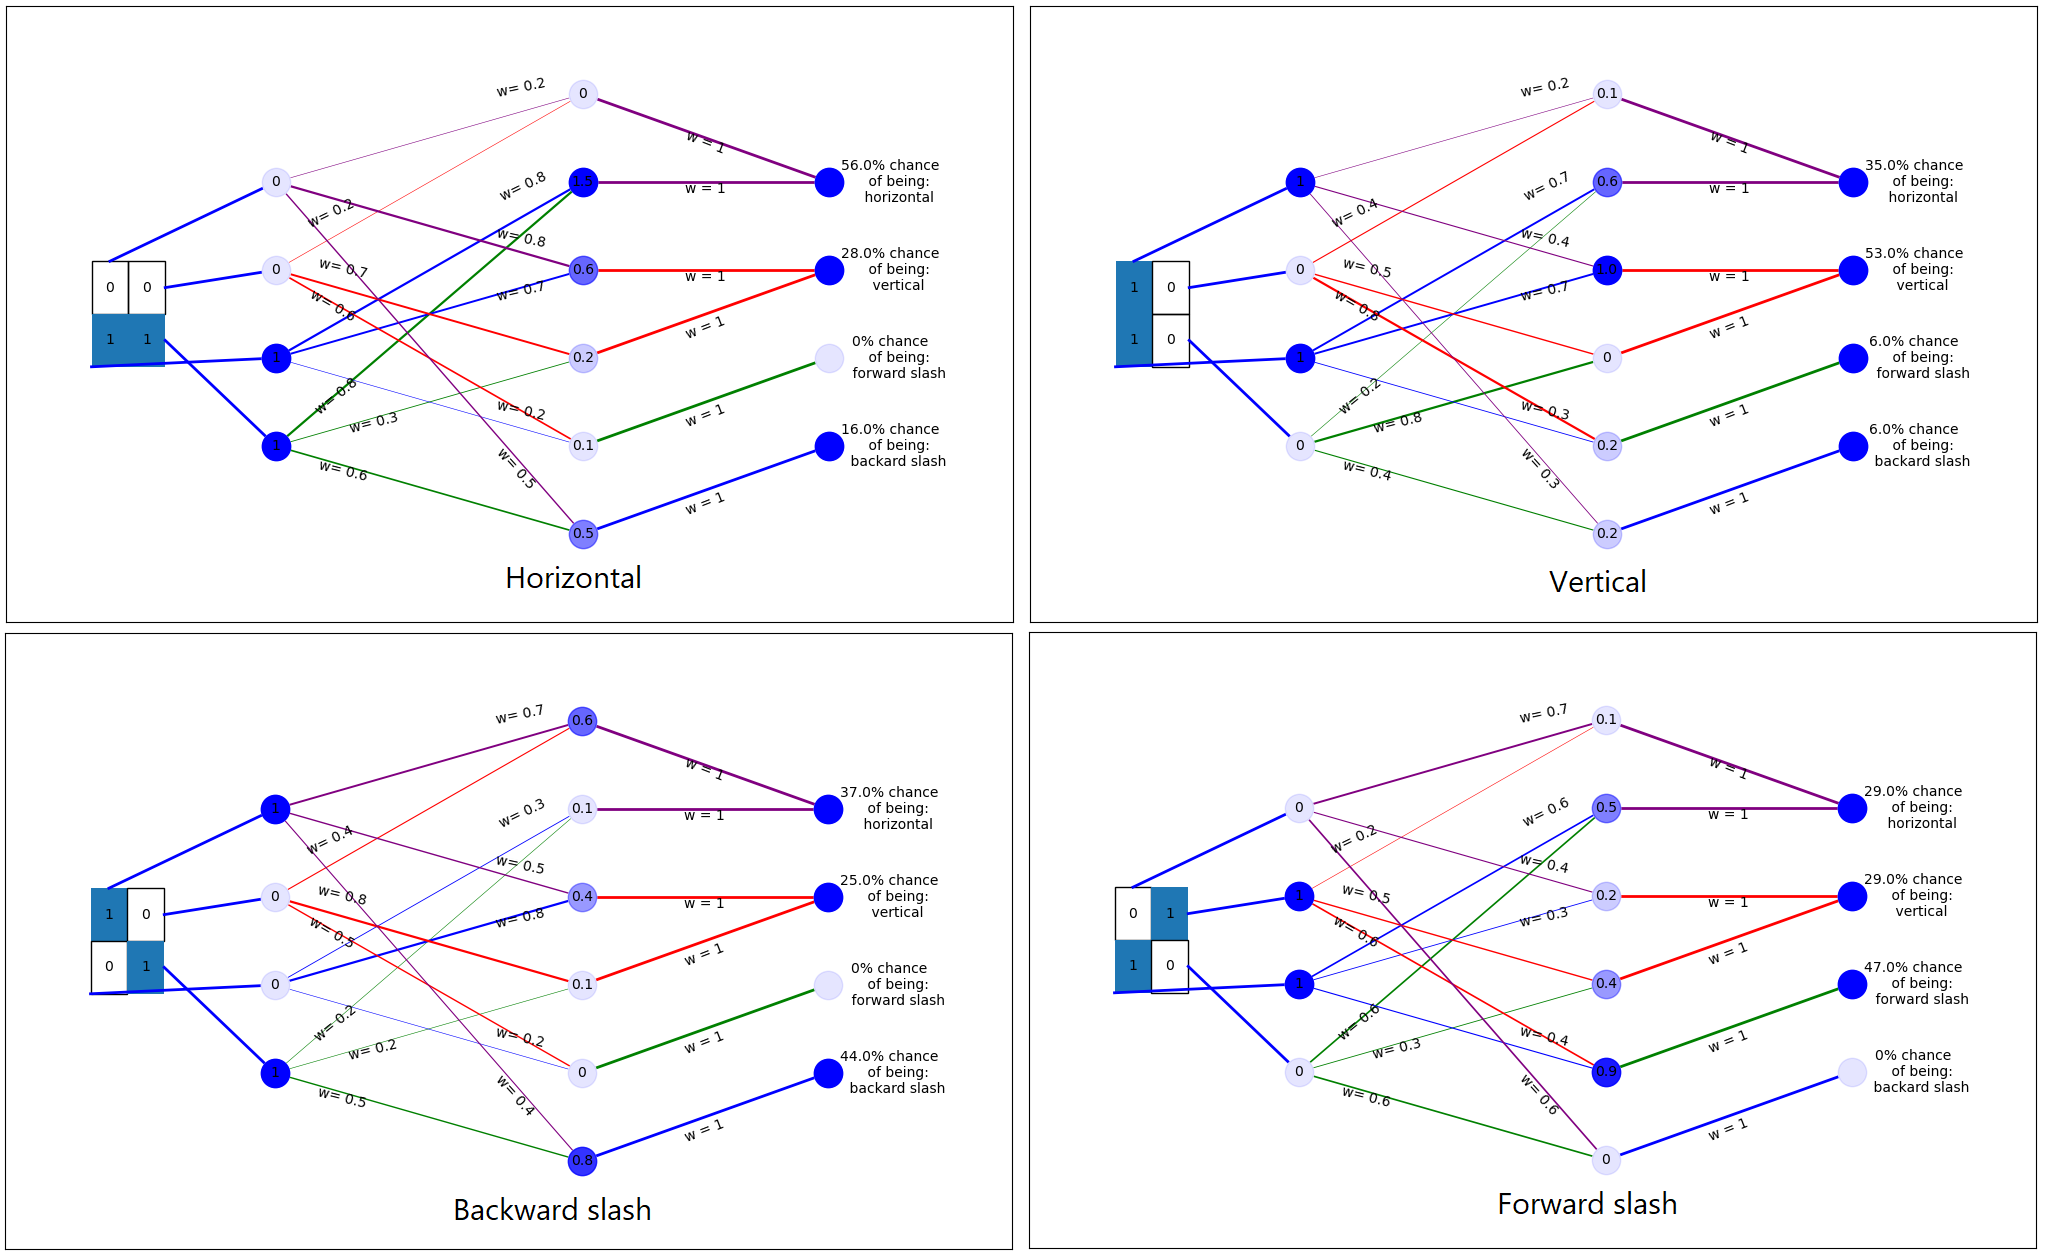 w= 0.2
0
w = 1
56.0% chance
of being:
horizontal
0
w= 0.8
1.5
w = 1
w= 0.2
w= 0.8
28.0% chance
of being:
vertical
0
w= 0.7
0.6
w = 1
0 0
w= 0.6
w= 0.7
w = 1
1 1
0% chance
of being:
forward slash
1
0.2
w= 0.8
w= 0.3
w= 0.2
w = 1
16.0% chance
of being:
backard slash
1
0.1
w= 0.6
w= 0.5
w = 1
0.5
Horizontal
w= 0.2
0.1
w = 1
35.0% chance
of being:
horizontal
1
w= 0.7
0.6
w = 1
w= 0.4
w= 0.4
53.0% chance
of being:
vertical
0
w= 0.5
1.0
w = 1
1 0
w= 0.8
w= 0.7
w = 1
1 0
6.0% chance
of being:
forward slash
1
0
w= 0.2
w= 0.8
w= 0.3
w = 1
6.0% chance
of being:
backard slash
0
0.2
w= 0.4
w= 0.3
w = 1
0.2
Vertical
w= 0.7
0.6
w = 1
37.0% chance
of being:
horizontal
1
w= 0.3
0.1
w = 1
w= 0.4
w= 0.5
25.0% chance
of being:
vertical
0
w= 0.8
0.4
w = 1
1 0
w= 0.5
w= 0.8
w = 1
0 1
0% chance
of being:
forward slash
0
0.1
w= 0.2
w= 0.2
w= 0.2
w = 1
44.0% chance
of being:
backard slash
1
0
w= 0.5
w= 0.4
w = 1
0.8
Backward slash
w= 0.7
0.1
w = 1
29.0% chance
of being:
horizontal
0
w= 0.6
0.5
w = 1
w= 0.2
w= 0.4
29.0% chance
of being:
vertical
1
w= 0.5
0.2
w = 1
0 1
w= 0.6
w= 0.3
w = 1
1 0
47.0% chance
of being:
forward slash
1
0.4
w= 0.6
w= 0.3
w= 0.4
w = 1
0% chance
of being:
backard slash
0
0.9
w= 0.6
w= 0.6
w = 1
0
Forward slash